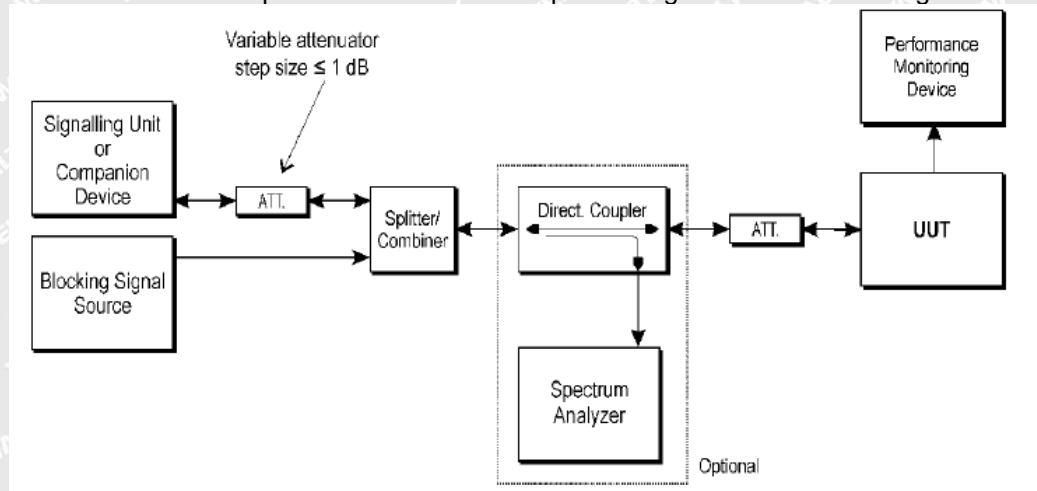 Variable attenuator
step size ≤ 1 dB
Performance
Monitoring
Device
Signalling Unit
or
Companion
Device
ATT.
Splitter/
Combiner
Direct. Coupler
ATT.
UUT
Blocking Signal
Source
Spectrum
Analyzer
Optional